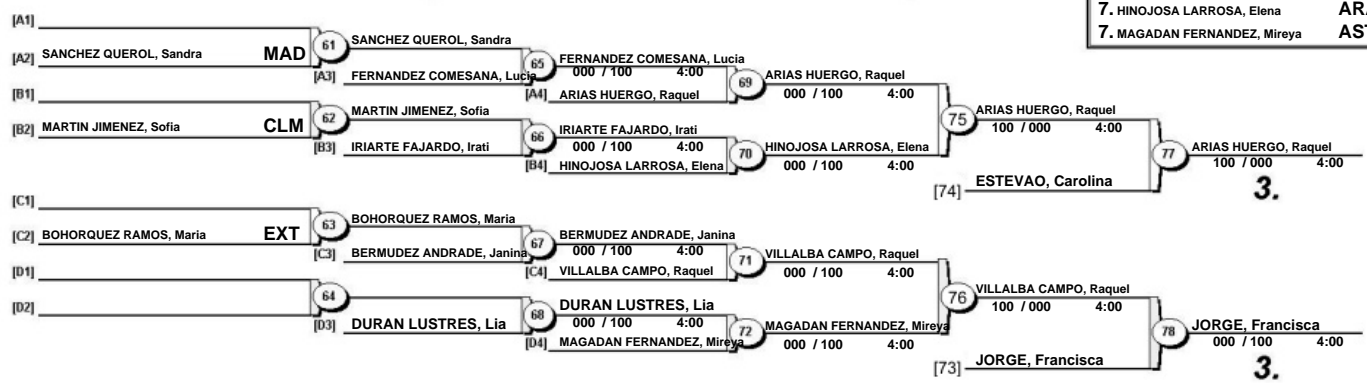 7. HINOJOSA LARROSA, Elena
7. MAGADAN FERNANDEZ, Mireya
[A1]
[A2] SANCHEZ QUEROL, Sandra MAD
61
SANCHEZ QUEROL, Sandra
[A3] FERNANDEZ COMESANA, Lucia
65
FERNANDEZ COMESANA, Lucia
000 / 100 4:00
[A4] ARIAS HUERGO, Raquel
69
ARIAS HUERGO, Raquel
000 / 100 4:00
[B1]
[B2] MARTIN JIMENEZ, Sofia CLM
62
MARTIN JIMENEZ, Sofia
[B3] IRIARTE FAJARDO, Irati
66
IRIARTE FAJARDO, Irati
000 / 100 4:00
[B4] HINOJOSA LARROSA, Elena
70
HINOJOSA LARROSA, Elena
000 / 100 4:00
75
ARIAS HUERGO, Raquel
100 / 000 4:00
[74] ESTEVAO, Carolina
77
ARIAS HUERGO, Raquel
100 / 000 4:00
3.
[C1]
[C2] BOHORQUEZ RAMOS, Maria EXT
63
BOHORQUEZ RAMOS, Maria
[C3] BERMUDEZ ANDRADE, Janina
67
BERMUDEZ ANDRADE, Janina
000 / 100 4:00
[C4] VILLALBA CAMPO, Raquel
71
VILLALBA CAMPO, Raquel
000 / 100 4:00
[D1]
[D2]
64
[D3] DURAN LUSTRES, Lia
68
DURAN LUSTRES, Lia
000 / 100 4:00
[D4] MAGADAN FERNANDEZ, Mireya
72
MAGADAN FERNANDEZ, Mireya
000 / 100 4:00
76
VILLALBA CAMPO, Raquel
100 / 000 4:00
[73] JORGE, Francisca
78
JORGE, Francisca
000 / 100 4:00
3.